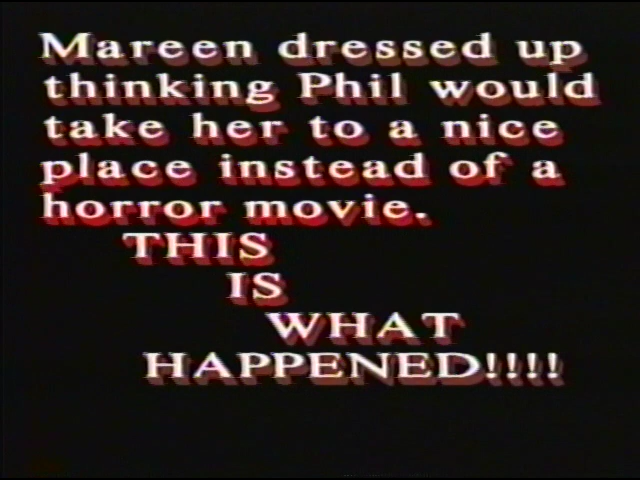 Mareen dressed up
thinking Phil would
take her to a nice
place instead of a
horror movie.
THIS
IS
WHAT
HAPPENED!!!!